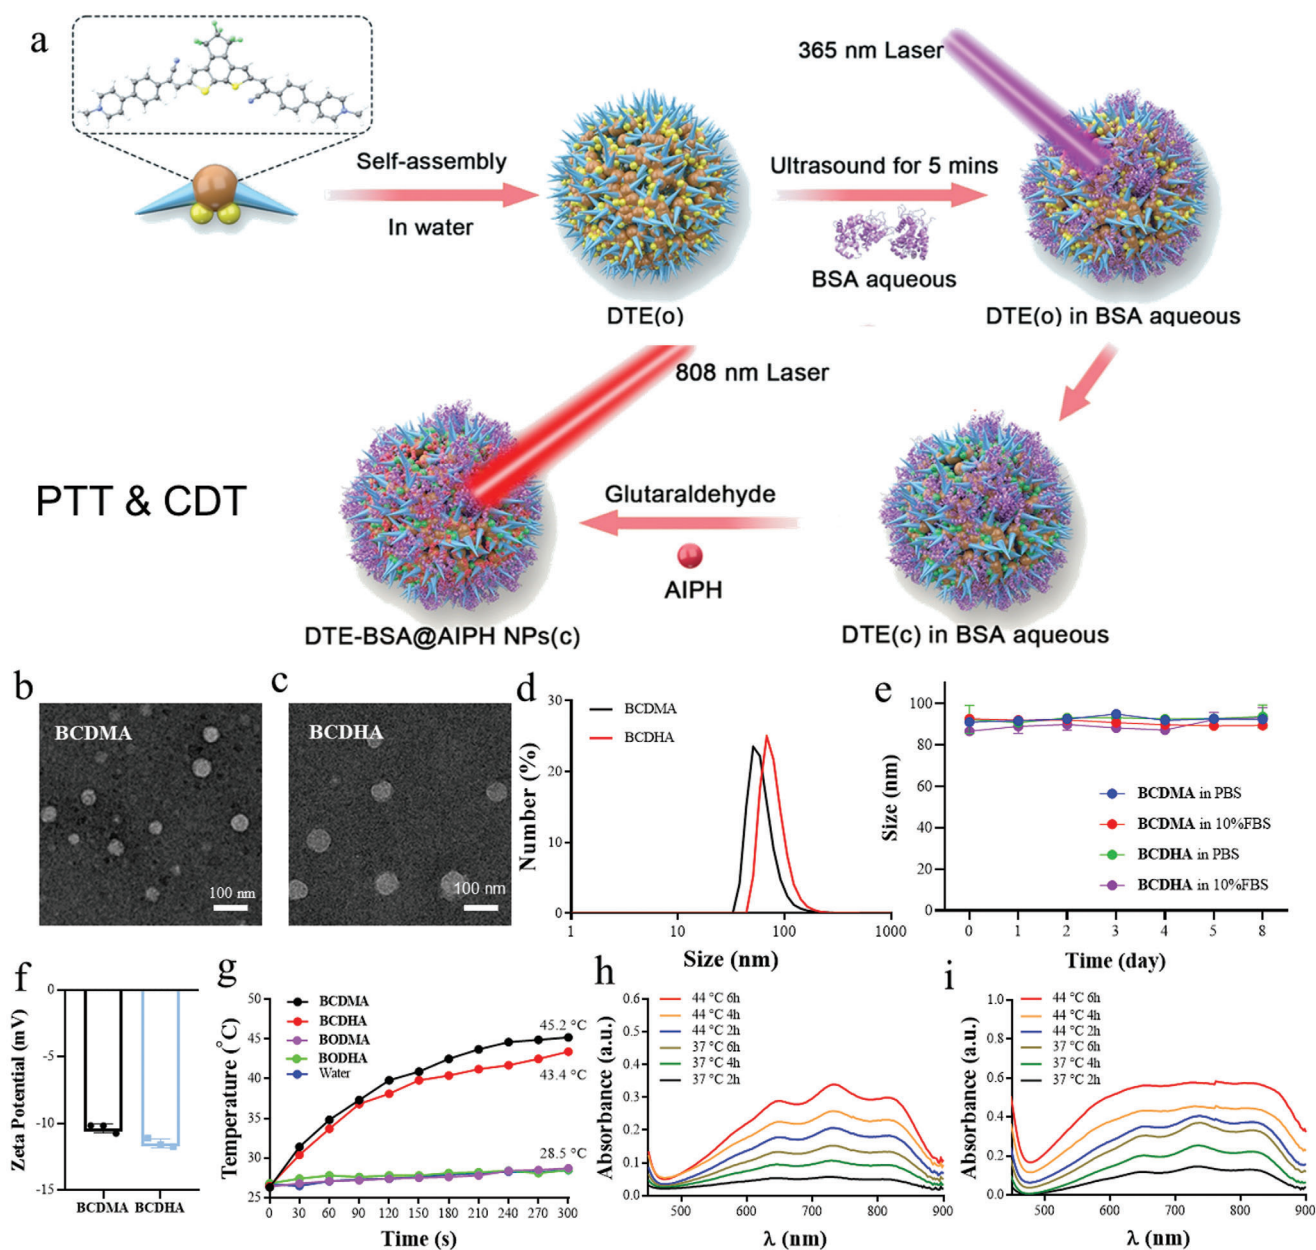 a
365 nm Laser
Self-assembly
In water
Ultrasound for 5 mins
BSA aqueous
DTE(o)
DTE(o) in BSA aqueous
808 nm Laser
PTT & CDT
Glutaraldehyde
AIPH
DTE-BSA@AIPH NPs(c)
DTE(c) in BSA aqueous
b
BCDMA
100 nm
c
BCDHA
100 nm
d
BCDMA
BCDHA
Number (%)
30
20
10
0
1
10
100
1000
Size (nm)
e
Size (nm)
100
80
60
40
20
0
BCDMA in PBS
BCDMA in 10%FBS
BCDHA in PBS
BCDHA in 10%FBS
0
1
2
3
4
5
8
Time (day)
f
Zeta Potential (mV)
0
-5
-10
-15
BCDMA
BCDHA
g
Temperature (°C)
50
45
40
35
30
25
BCDMA
BCDHA
BODMA
BODHA
Water
45.2 °C
43.4 °C
28.5 °C
0 30 60 90 120 150 180 210 240 270 300
Time (s)
h
Absorbance (a.u.)
0.6
0.5
0.4
0.3
0.2
0.1
0.0
44 °C 6h
44 °C 4h
44 °C 2h
37 °C 6h
37 °C 4h
37 °C 2h
500 600 700 800 900
λ (nm)
i
Absorbance (a.u.)
1.0
0.8
0.6
0.4
0.2
0.0
44 °C 6h
44 °C 4h
44 °C 2h
37 °C 6h
37 °C 4h
37 °C 2h
500 600 700 800 900
λ (nm)